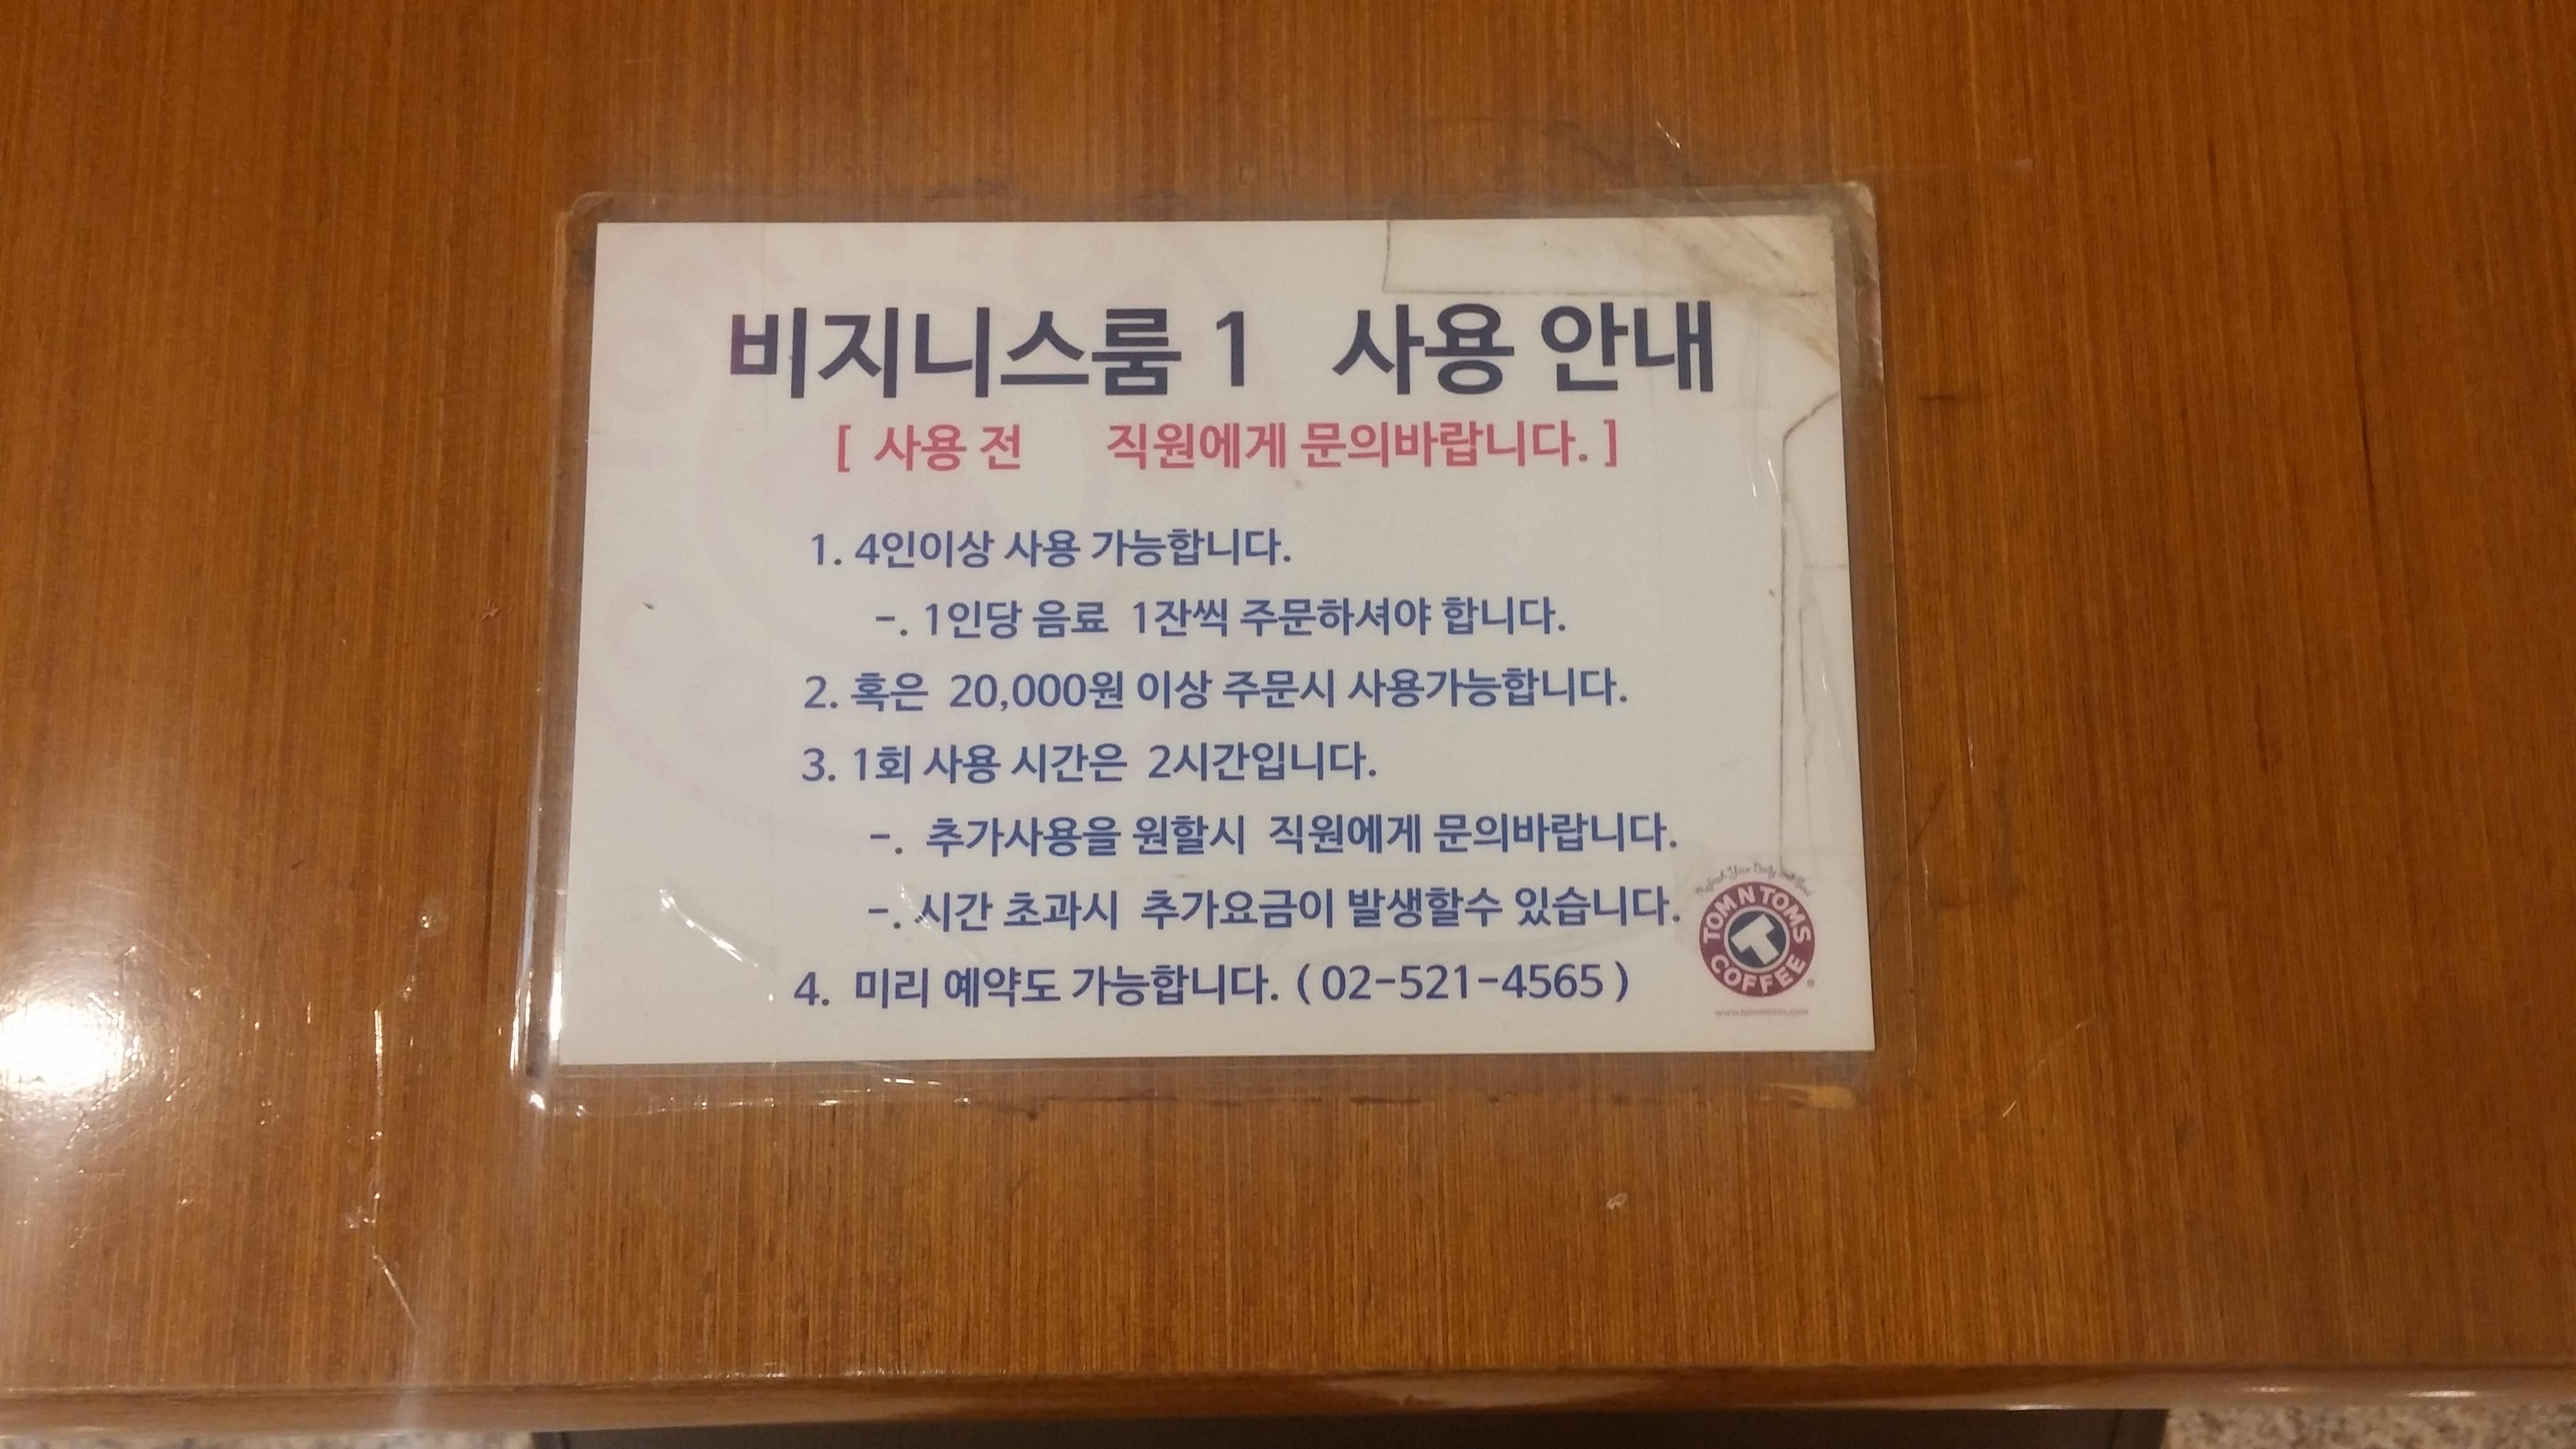 비지니스룸 1 사용 안내
[ 사용 전 직원에게 문의바랍니다. ]
1. 4인이상 사용 가능합니다.
-. 1인당 음료 1잔씩 주문하셔야 합니다.
2. 혹은 20,000원 이상 주문시 사용가능합니다.
3. 1회 사용 시간은 2시간입니다.
-. 추가사용을 원할시 직원에게 문의바랍니다.
-. 시간 초과시 추가요금이 발생할수 있습니다.
4. 미리 예약도 가능합니다. ( 02-521-4565 )
Refresh Your Body and Soul
TOM N TOMS
COFFEE